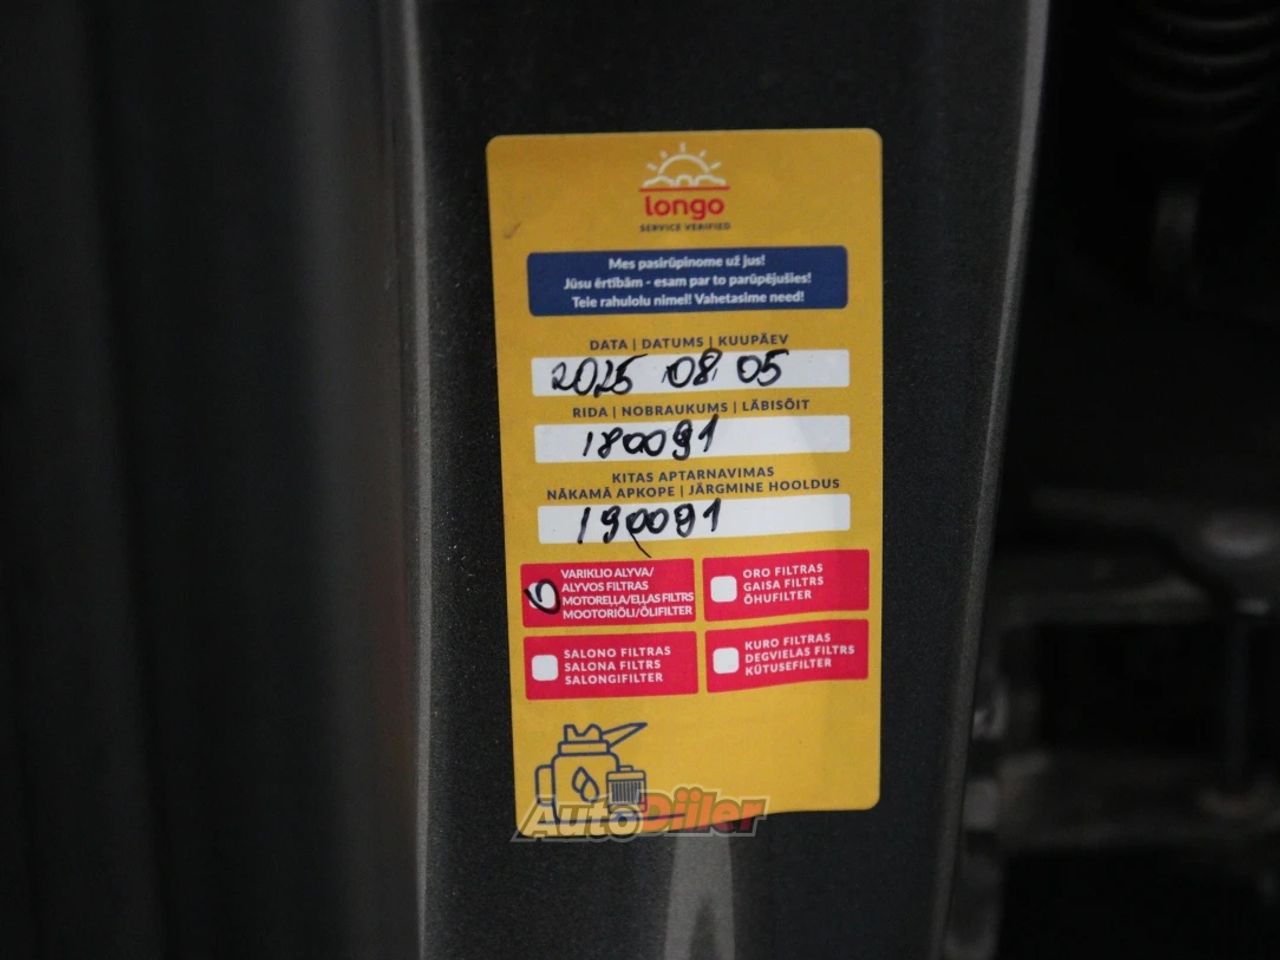 longo
SERVICE VERIFIED
Mes pasirūpinome už jus!
Jūsu ērtībām - esam par to parūpējušies!
Teie rahulolu nimel! Vahetasime need!
DATA | DATUMS | KUUPÄEV
2025 08 05
RIDA | NOBRAUKUMS | LÄBISÕIT
180091
KITAS APTARNAVIMAS
NĀKAMĀ APKOPE | JÄRGMINE HOOLDUS
190091
VARIKLIO ALYVA/
ALYVOS FILTRAS
MOTOREĻĻA/EĻĻAS FILTRS
MOOTORIÕLI/ÕLIFILTER
ORO FILTRAS
GAISA FILTRS
ÕHUFILTER
SALONO FILTRAS
SALONA FILTRS
SALONGIFILTER
KURO FILTRAS
DEGVIELAS FILTRS
KÜTUSEFILTER
AutoDiiler